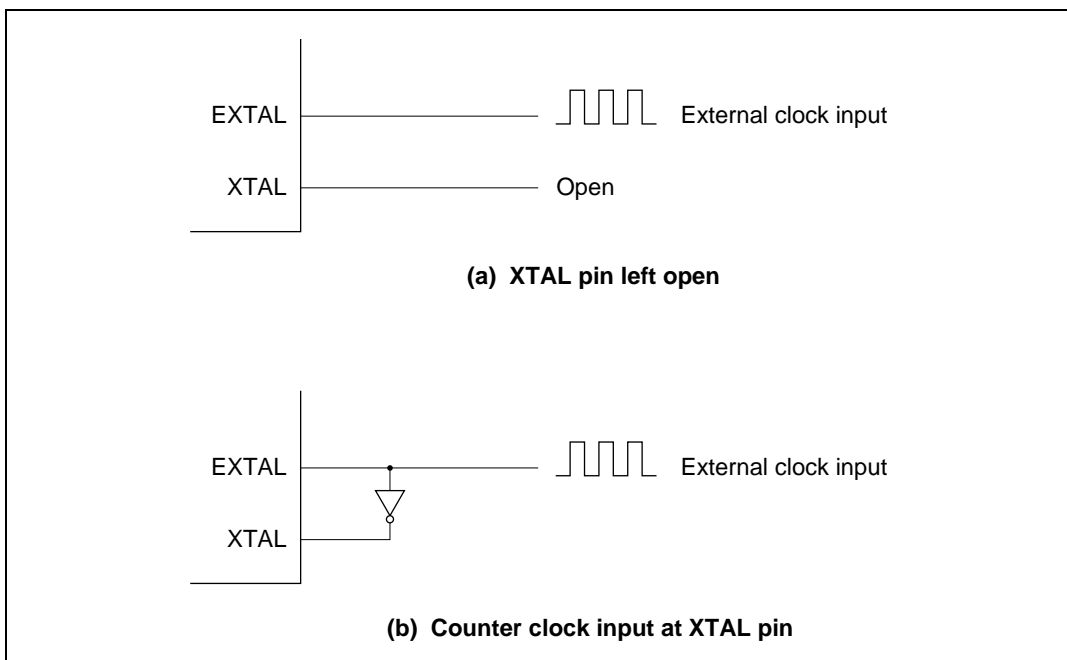 EXTAL
External clock input
XTAL
Open
(a) XTAL pin left open
EXTAL
External clock input
XTAL
(b) Counter clock input at XTAL pin